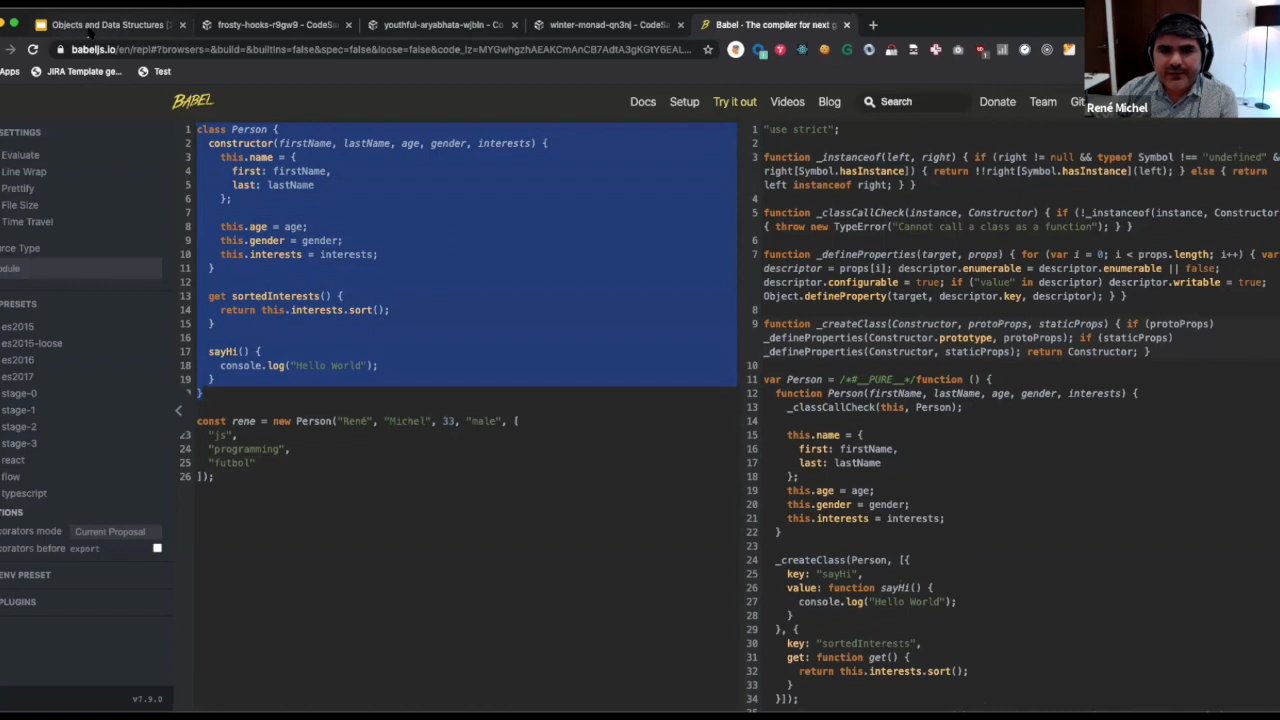 Objects and Data Structures
frosty-hooks-r9gw9 - CodeSa
youthful-aryabhata-wjbln - Co
winter-monad-qn3nj - CodeSa
Babel - The compiler for next g
babeljs.io/en/repl#?browsers=&build=&builtIns=false&spec=false&loose=false&code_lz=MYGwhgzhAEAKCmAnCB7AdtA3gKGtY6EAL...
Apps
JIRA Template ge...
Test
René Michel
BABEL
Docs
Setup
Try it out
Videos
Blog
Search
Donate
Team
Git
SETTINGS
Evaluate
Line Wrap
Prettify
File Size
Time Travel
rce Type
odule
PRESETS
es2015
es2015-loose
es2016
es2017
stage-0
stage-1
stage-2
stage-3
react
flow
typescript
TIONS
corators mode
Current Proposal
corators before export
ENV PRESET
PLUGINS
v7.9.0
1 class Person {
2 constructor(firstName, lastName, age, gender, interests) {
3 this.name = {
4 first: firstName,
5 last: lastName
6 };
7
8 this.age = age;
9 this.gender = gender;
10 this.interests = interests;
11 }
12
13 get sortedInterests() {
14 return this.interests.sort();
15 }
16
17 sayHi() {
18 console.log("Hello World");
19 }
}
const rene = new Person("René", "Michel", 33, "male", [
23 "js",
24 "programming",
25 "futbol"
26 ]);
1 "use strict";
2
3 function _instanceof(left, right) { if (right != null && typeof Symbol !== "undefined" &&
right[Symbol.hasInstance]) { return !!right[Symbol.hasInstance](left); } else { return
left instanceof right; } }
4
5 function _classCallCheck(instance, Constructor) { if (!_instanceof(instance, Constructor
{ throw new TypeError("Cannot call a class as a function"); } }
6
7 function _defineProperties(target, props) { for (var i = 0; i < props.length; i++) { var
descriptor = props[i]; descriptor.enumerable = descriptor.enumerable || false;
descriptor.configurable = true; if ("value" in descriptor) descriptor.writable = true;
Object.defineProperty(target, descriptor.key, descriptor); } }
8
9 function _createClass(Constructor, protoProps, staticProps) { if (protoProps)
_defineProperties(Constructor.prototype, protoProps); if (staticProps)
_defineProperties(Constructor, staticProps); return Constructor; }
10
11 var Person = /*#__PURE__*/function () {
12 function Person(firstName, lastName, age, gender, interests) {
13 _classCallCheck(this, Person);
14
15 this.name = {
16 first: firstName,
17 last: lastName
18 };
19 this.age = age;
20 this.gender = gender;
21 this.interests = interests;
22 }
23
24 _createClass(Person, [{
25 key: "sayHi",
26 value: function sayHi() {
27 console.log("Hello World");
28 }
29 }, {
30 key: "sortedInterests",
31 get: function get() {
32 return this.interests.sort();
33 }
34 }]);